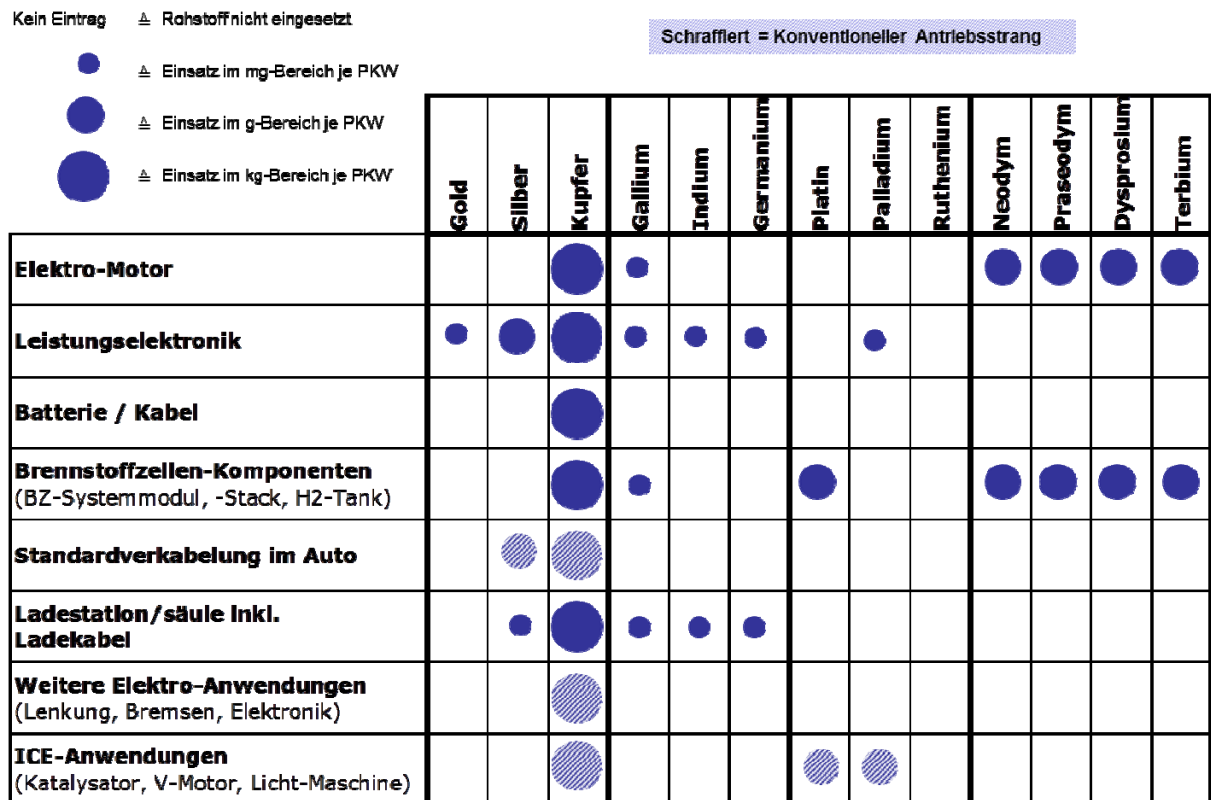 Kein Eintrag ≙ Rohstoff nicht eingesetzt
≙ Einsatz im mg-Bereich je PKW
≙ Einsatz im g-Bereich je PKW
≙ Einsatz im kg-Bereich je PKW
Schraffiert = Konventioneller Antriebsstrang
Gold
Silber
Kupfer
Gallium
Indium
Germanium
Platin
Palladium
Ruthenium
Neodym
Praseodym
Dysprosium
Terbium
Elektro-Motor
Leistungselektronik
Batterie / Kabel
Brennstoffzellen-Komponenten
(BZ-Systemmodul, -Stack, H2-Tank)
Standardverkabelung im Auto
Ladestation/säule inkl.
Ladekabel
Weitere Elektro-Anwendungen
(Lenkung, Bremsen, Elektronik)
ICE-Anwendungen
(Katalysator, V-Motor, Licht-Maschine)